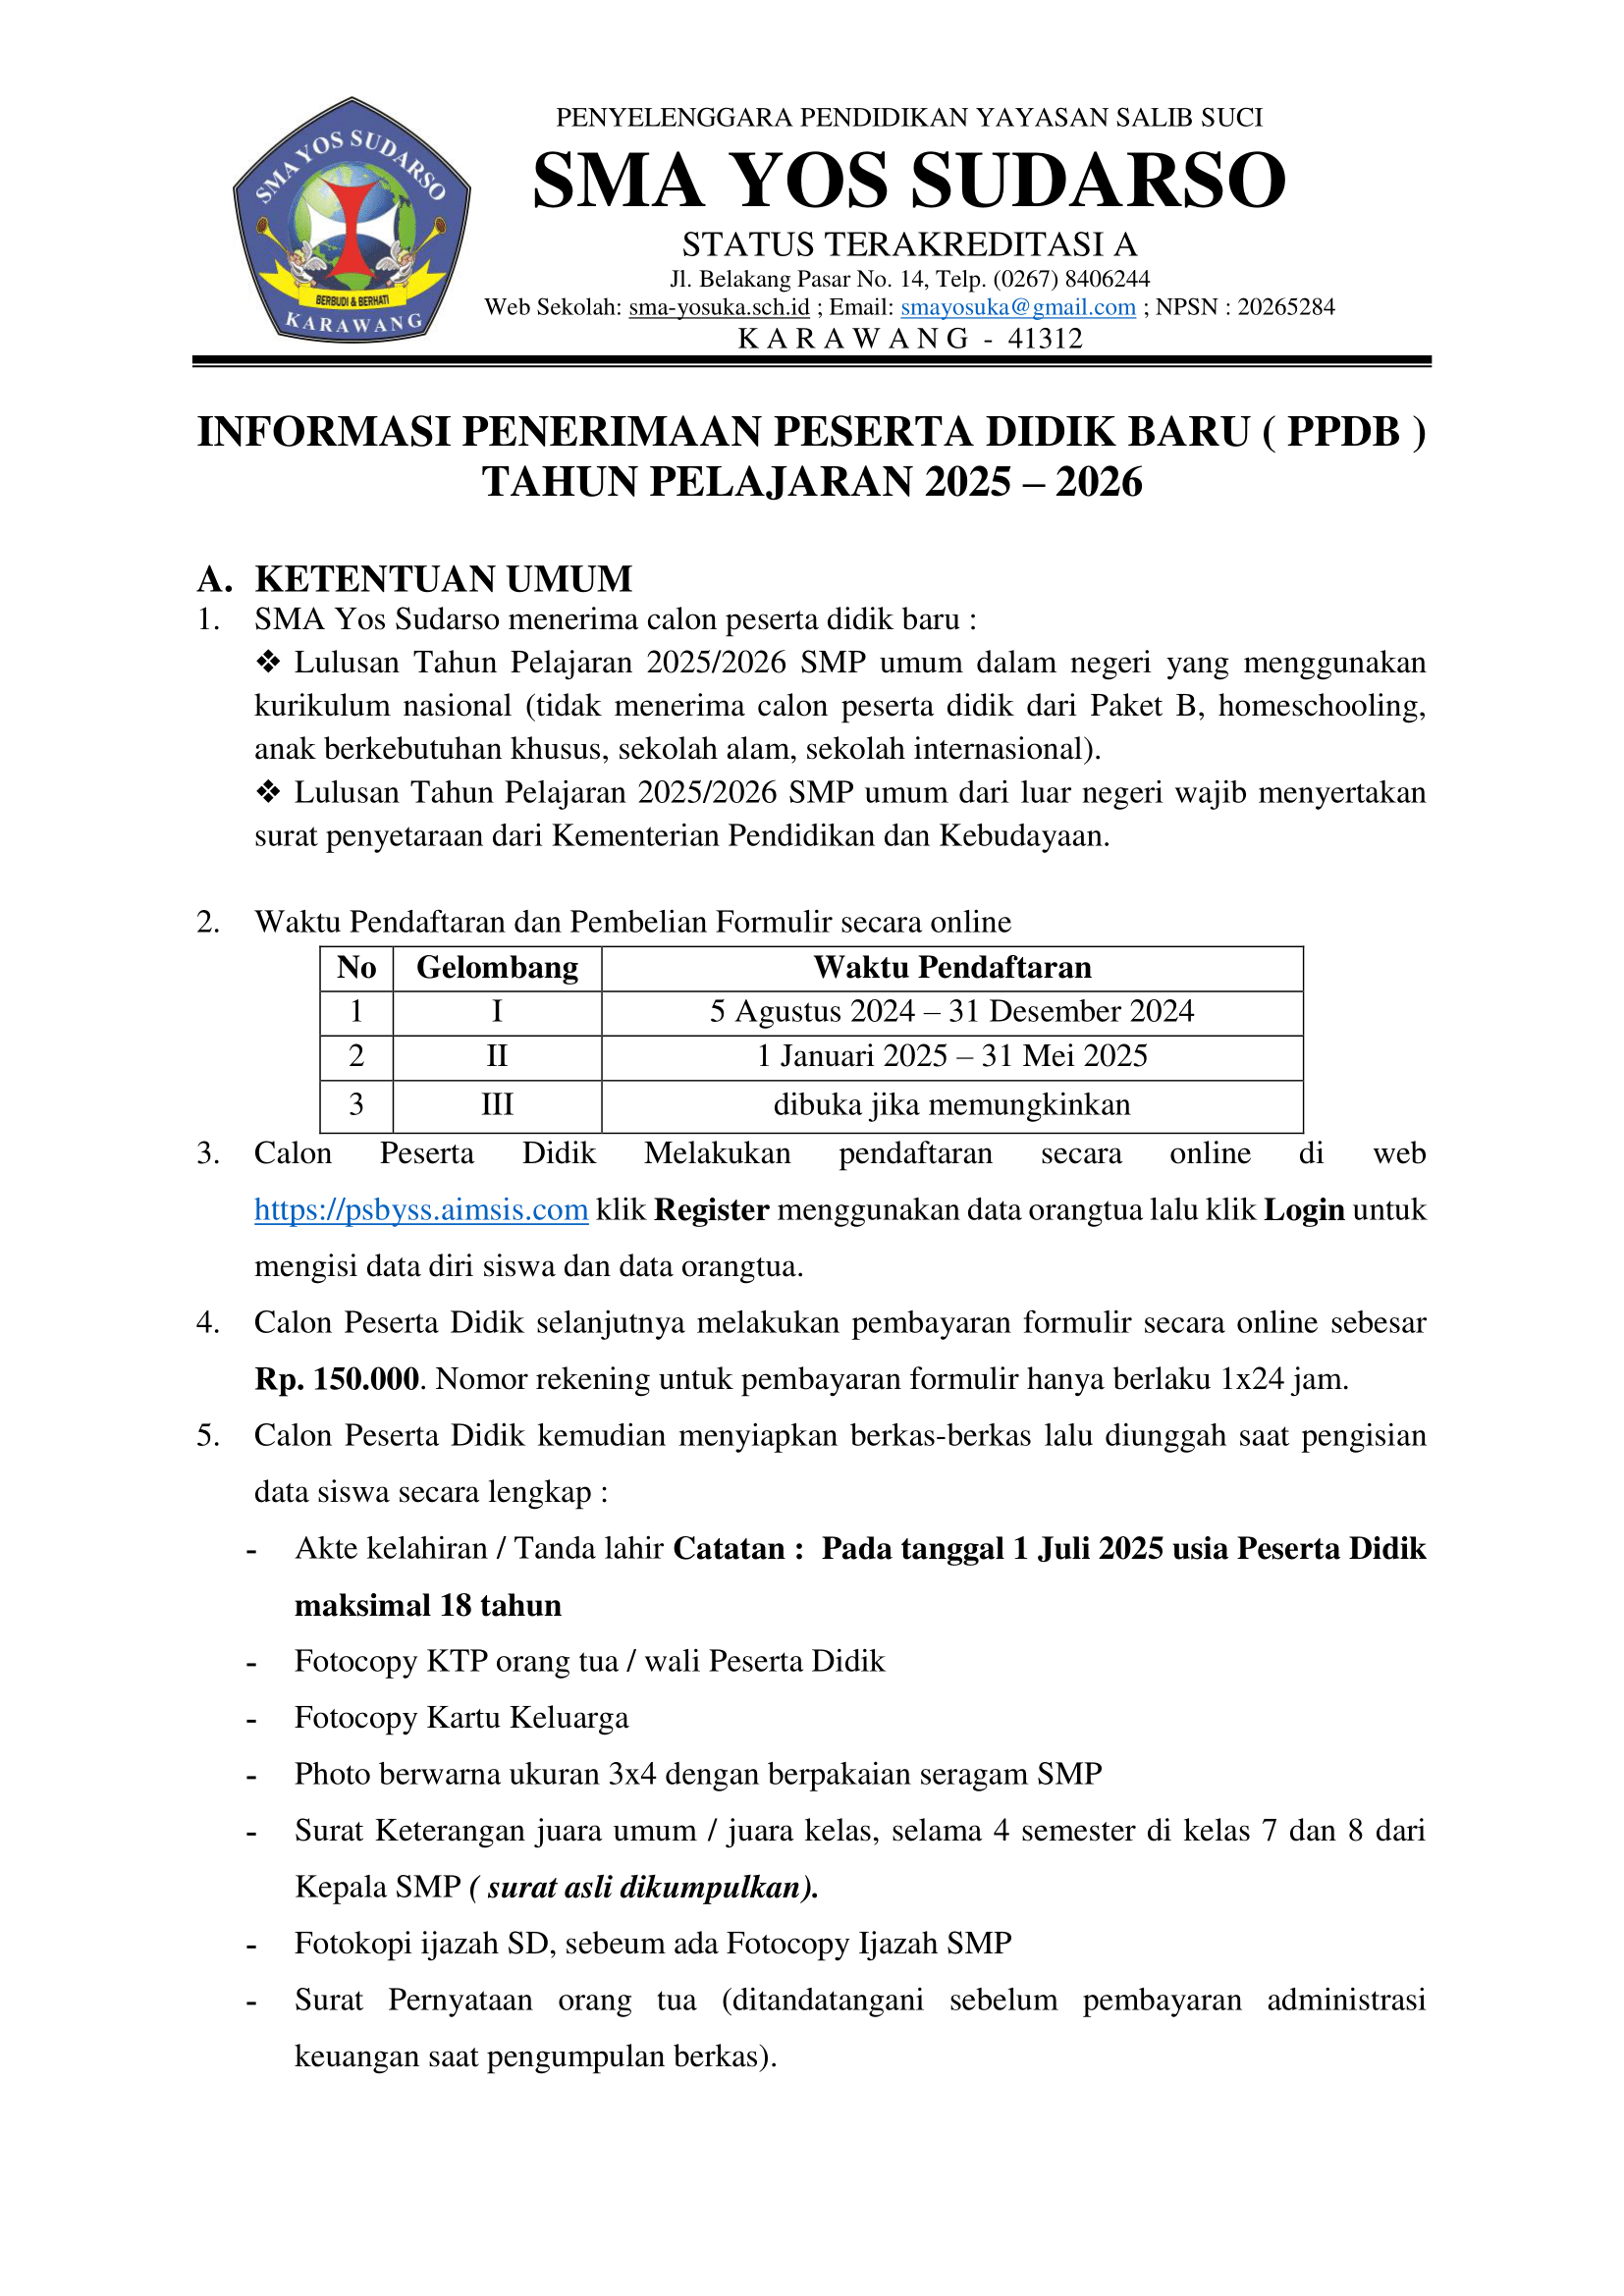 SMA YOS SUDARSO
BERBUDI & BERHATI
KARAWANG
PENYELENGGARA PENDIDIKAN YAYASAN SALIB SUCI
SMA YOS SUDARSO
STATUS TERAKREDITASI A
Jl. Belakang Pasar No. 14, Telp. (0267) 8406244
Web Sekolah: sma-yosuka.sch.id ; Email: smayosuka@gmail.com ; NPSN : 20265284
K A R A W A N G - 41312
INFORMASI PENERIMAAN PESERTA DIDIK BARU ( PPDB )
TAHUN PELAJARAN 2025 – 2026
A. KETENTUAN UMUM
1. SMA Yos Sudarso menerima calon peserta didik baru :
❖ Lulusan Tahun Pelajaran 2025/2026 SMP umum dalam negeri yang menggunakan
kurikulum nasional (tidak menerima calon peserta didik dari Paket B, homeschooling,
anak berkebutuhan khusus, sekolah alam, sekolah internasional).
❖ Lulusan Tahun Pelajaran 2025/2026 SMP umum dari luar negeri wajib menyertakan
surat penyetaraan dari Kementerian Pendidikan dan Kebudayaan.
2. Waktu Pendaftaran dan Pembelian Formulir secara online
No Gelombang Waktu Pendaftaran
1 I 5 Agustus 2024 – 31 Desember 2024
2 II 1 Januari 2025 – 31 Mei 2025
3 III dibuka jika memungkinkan
3. Calon Peserta Didik Melakukan pendaftaran secara online di web
https://psbyss.aimsis.com klik Register menggunakan data orangtua lalu klik Login untuk
mengisi data diri siswa dan data orangtua.
4. Calon Peserta Didik selanjutnya melakukan pembayaran formulir secara online sebesar
Rp. 150.000. Nomor rekening untuk pembayaran formulir hanya berlaku 1x24 jam.
5. Calon Peserta Didik kemudian menyiapkan berkas-berkas lalu diunggah saat pengisian
data siswa secara lengkap :
- Akte kelahiran / Tanda lahir Catatan : Pada tanggal 1 Juli 2025 usia Peserta Didik
maksimal 18 tahun
- Fotocopy KTP orang tua / wali Peserta Didik
- Fotocopy Kartu Keluarga
- Photo berwarna ukuran 3x4 dengan berpakaian seragam SMP
- Surat Keterangan juara umum / juara kelas, selama 4 semester di kelas 7 dan 8 dari
Kepala SMP ( surat asli dikumpulkan).
- Fotokopi ijazah SD, sebeum ada Fotocopy Ijazah SMP
- Surat Pernyataan orang tua (ditandatangani sebelum pembayaran administrasi
keuangan saat pengumpulan berkas).